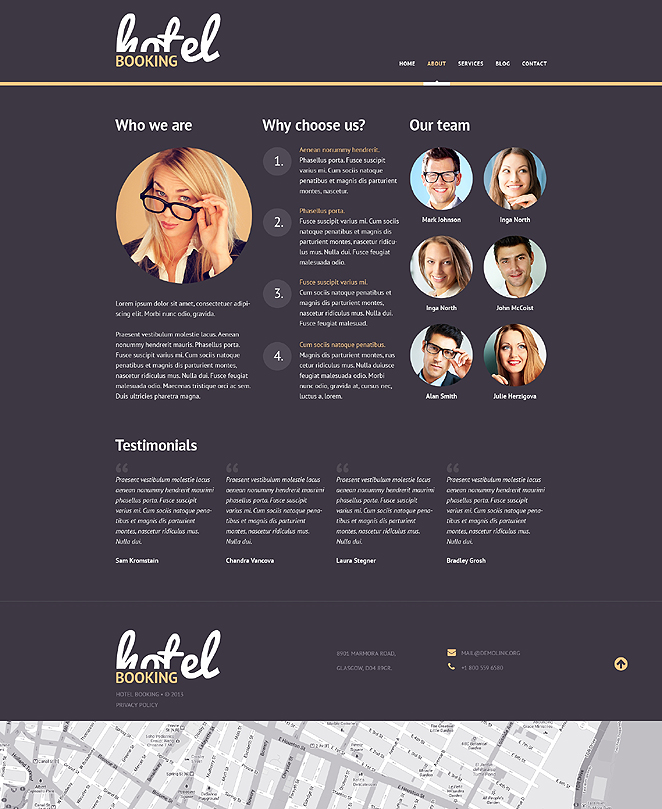 hotel
BOOKING
HOME ABOUT SERVICES BLOG CONTACT
Who we are
Lorem ipsum dolor sit amet, consectetuer adipi-
scing elit. Morbi nunc odio, gravida.
Praesent vestibulum molestie lacus. Aenean
nonummy hendrerit mauris. Phasellus porta.
Fusce suscipit varius mi. Cum sociis natoque
penatibus et magnis dis parturient montes,
nascetur ridiculus mus. Nulla dui. Fusce feugiat
malesuada odio. Maecenas tristique orci ac sem.
Duis ultricies pharetra magna.
Why choose us?
1.
Aenean nonummy hendrerit.
Phasellus porta. Fusce suscipit
varius mi. Cum sociis natoque
penatibus et magnis dis parturient
montes, nascetur.
2.
Phasellus porta.
Fusce suscipit varius mi. Cum sociis
natoque penatibus et magnis dis
parturient montes, nascetur ridicu-
lus mus. Nulla dui. Fusce feugiat
malesuada odio.
3.
Fusce suscipit varius mi.
Cum sociis natoque penatibus et
magnis dis parturient montes,
nascetur ridiculus mus. Nulla dui.
Fusce feugiat malesuad.
4.
Cum sociis natoque penatibus.
Magnis dis parturient montes, nas
cetur ridiculus mus. Nulla duiusce
feugiat malesuada odio. Morbi
nunc odio, gravida at, cursus nec,
luctus a, lorem.
Our team
Mark Johnson
Inga North
Inga North
John McCoist
Alan Smith
Julie Herzigova
Testimonials
Praesent vestibulum molestie lacus
aenean nonummy hendrerit maurimi
phasellus porta. Fusce suscipit
varius mi. Cum sociis natoque pena-
tibus et magnis dis parturient
montes, nascetur ridiculus mus.
Nulla dui.
Sam Kromstain
Praesent vestibulum molestie lacus
aenean nonummy hendrerit maurimi
phasellus porta. Fusce suscipit
varius mi. Cum sociis natoque pena-
tibus et magnis dis parturient
montes, nascetur ridiculus mus.
Nulla dui.
Chandra Vancova
Praesent vestibulum molestie lacus
aenean nonummy hendrerit maurimi
phasellus porta. Fusce suscipit
varius mi. Cum sociis natoque pena-
tibus et magnis dis parturient
montes, nascetur ridiculus mus.
Nulla dui.
Laura Stegner
Praesent vestibulum molestie lacus
aenean nonummy hendrerit maurimi
phasellus porta. Fusce suscipit
varius mi. Cum sociis natoque pena-
tibus et magnis dis parturient
montes, nascetur ridiculus mus.
Nulla dui.
Bradley Grosh
hotel
BOOKING
HOTEL BOOKING • © 2013
PRIVACY POLICY
8901 MARMORA ROAD,
GLASGOW, D04 89GR.
MAIL@DEMOLINK.ORG
+1 800 559 6580